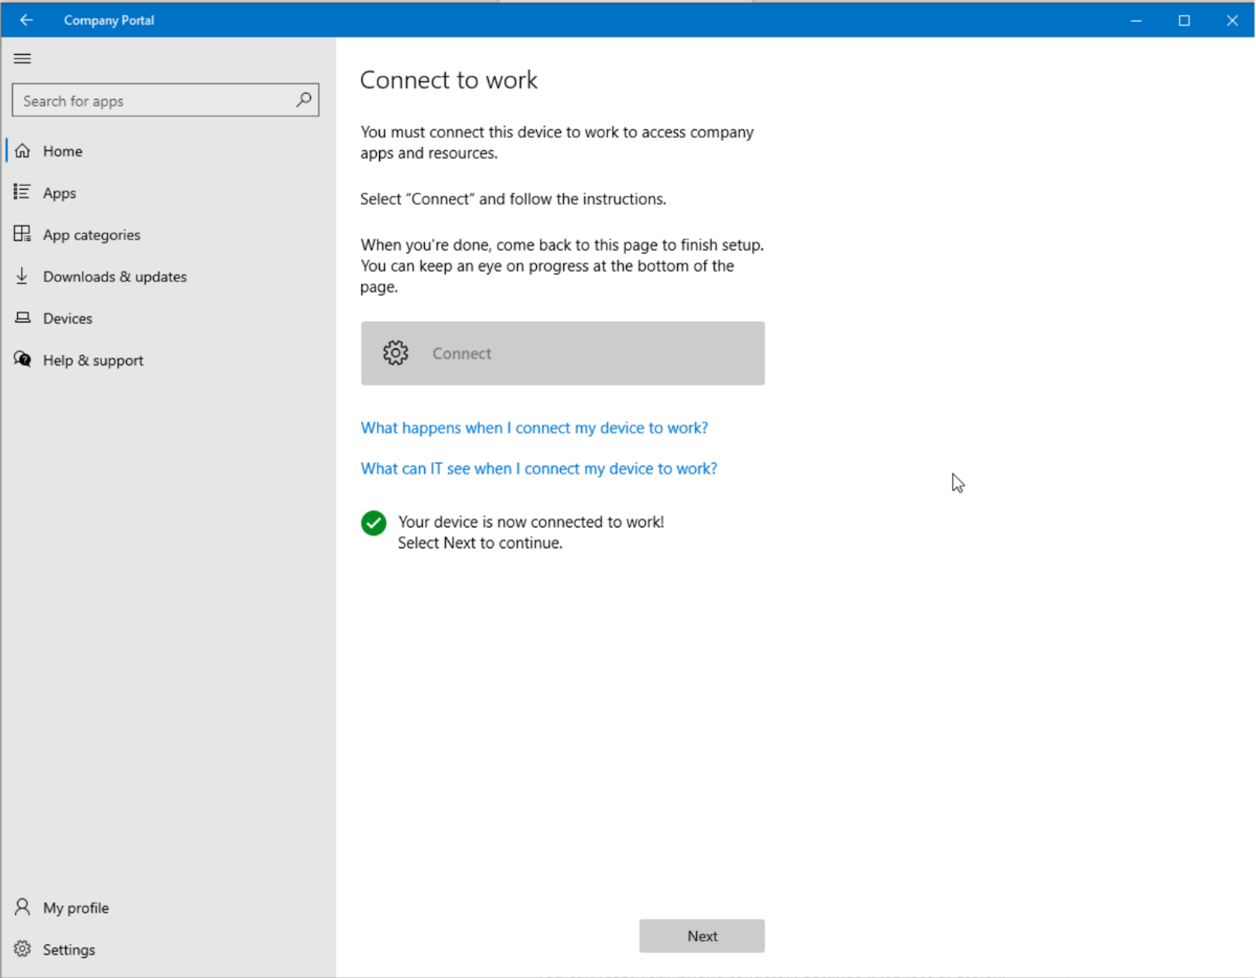 Company Portal
Search for apps
Home
Apps
App categories
Downloads & updates
Devices
Help & support
My profile
Settings
Connect to work
You must connect this device to work to access company
apps and resources.
Select “Connect” and follow the instructions.
When you're done, come back to this page to finish setup.
You can keep an eye on progress at the bottom of the
page.
Connect
What happens when I connect my device to work?
What can IT see when I connect my device to work?
Your device is now connected to work!
Select Next to continue.
Next